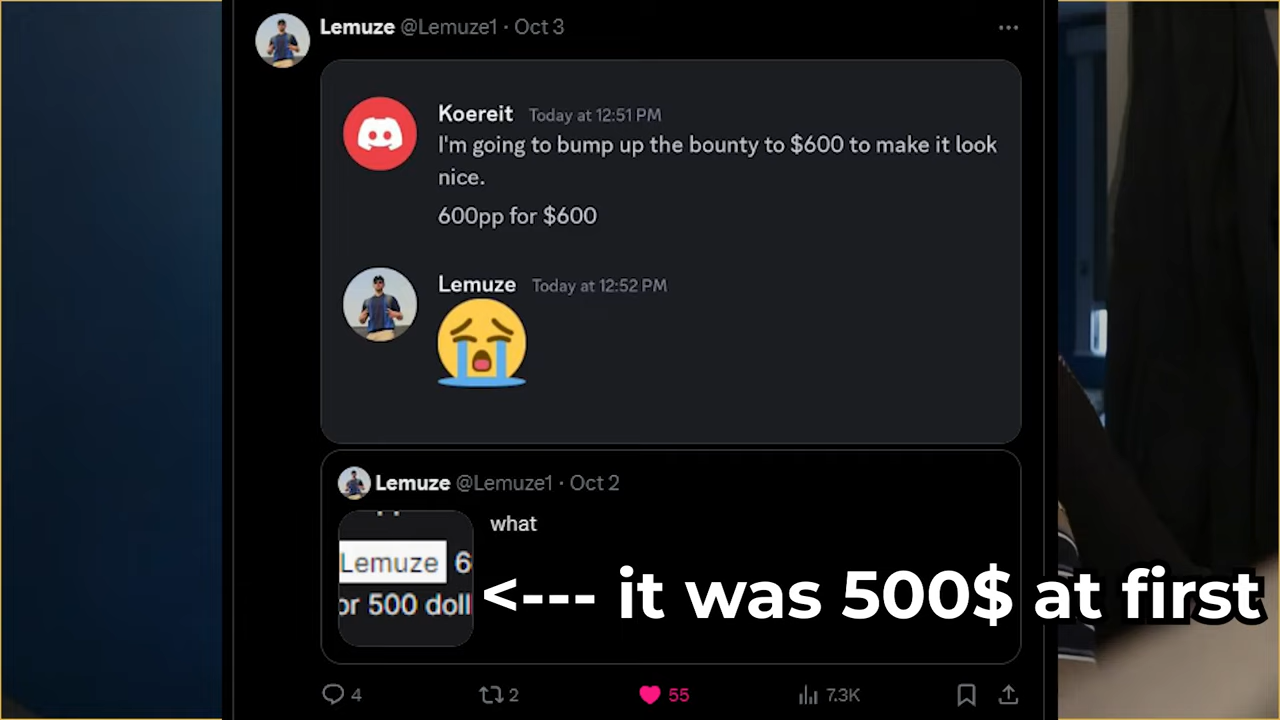 Lemuze @Lemuze1 · Oct 3
Koereit Today at 12:51 PM
I'm going to bump up the bounty to $600 to make it look
nice.
600pp for $600
Lemuze Today at 12:52 PM
Lemuze @Lemuze1 · Oct 2
what
Lemuze 6
or 500 doll
<--- it was 500$ at first
4 2 55 7.3K